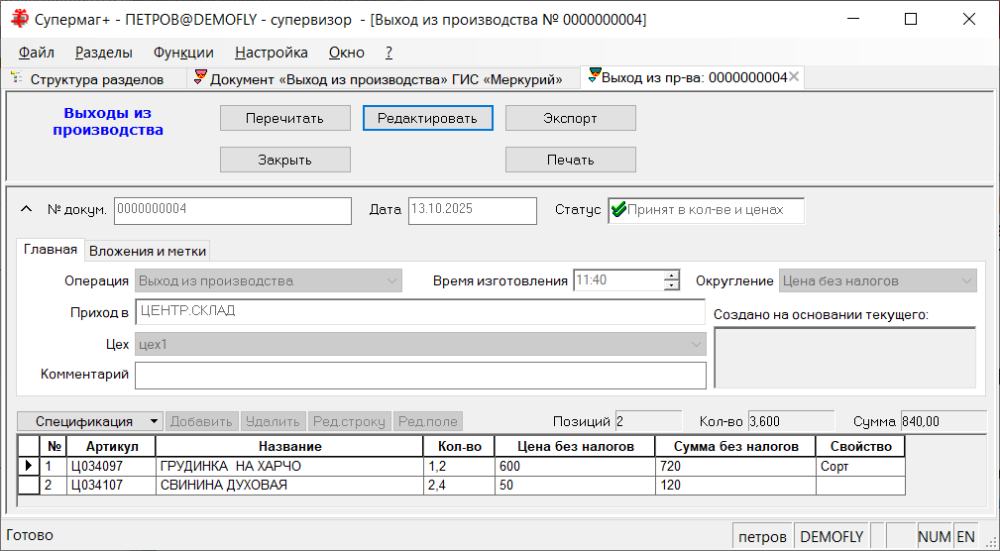 Супермаг+ - ПЕТРОВ@DEMOFLY - супервизор - [Выход из производства № 0000000004]
Файл Разделы Функции Настройка Окно ?
Структура разделов Документ «Выход из производства» ГИС «Меркурий» Выход из пр-ва: 0000000004
Выходы из производства
Перечитать Редактировать Экспорт
Закрыть Печать
№ докум. 0000000004 Дата 13.10.2025 Статус Принят в кол-ве и ценах
Главная Вложения и метки
Операция Выход из производства Время изготовления 11:40 Округление Цена без налогов
Приход в ЦЕНТР.СКЛАД Создано на основании текущего:
Цех цех1
Комментарий
Спецификация Добавить Удалить Ред.строку Ред.поле Позиций 2 Кол-во 3,600 Сумма 840,00
№ Артикул Название Кол-во Цена без налогов Сумма без налогов Свойство
1 Ц034097 ГРУДИНКА НА ХАРЧО 1,2 600 720 Сорт
2 Ц034107 СВИНИНА ДУХОВАЯ 2,4 50 120
Готово петров DEMOFLY NUM EN